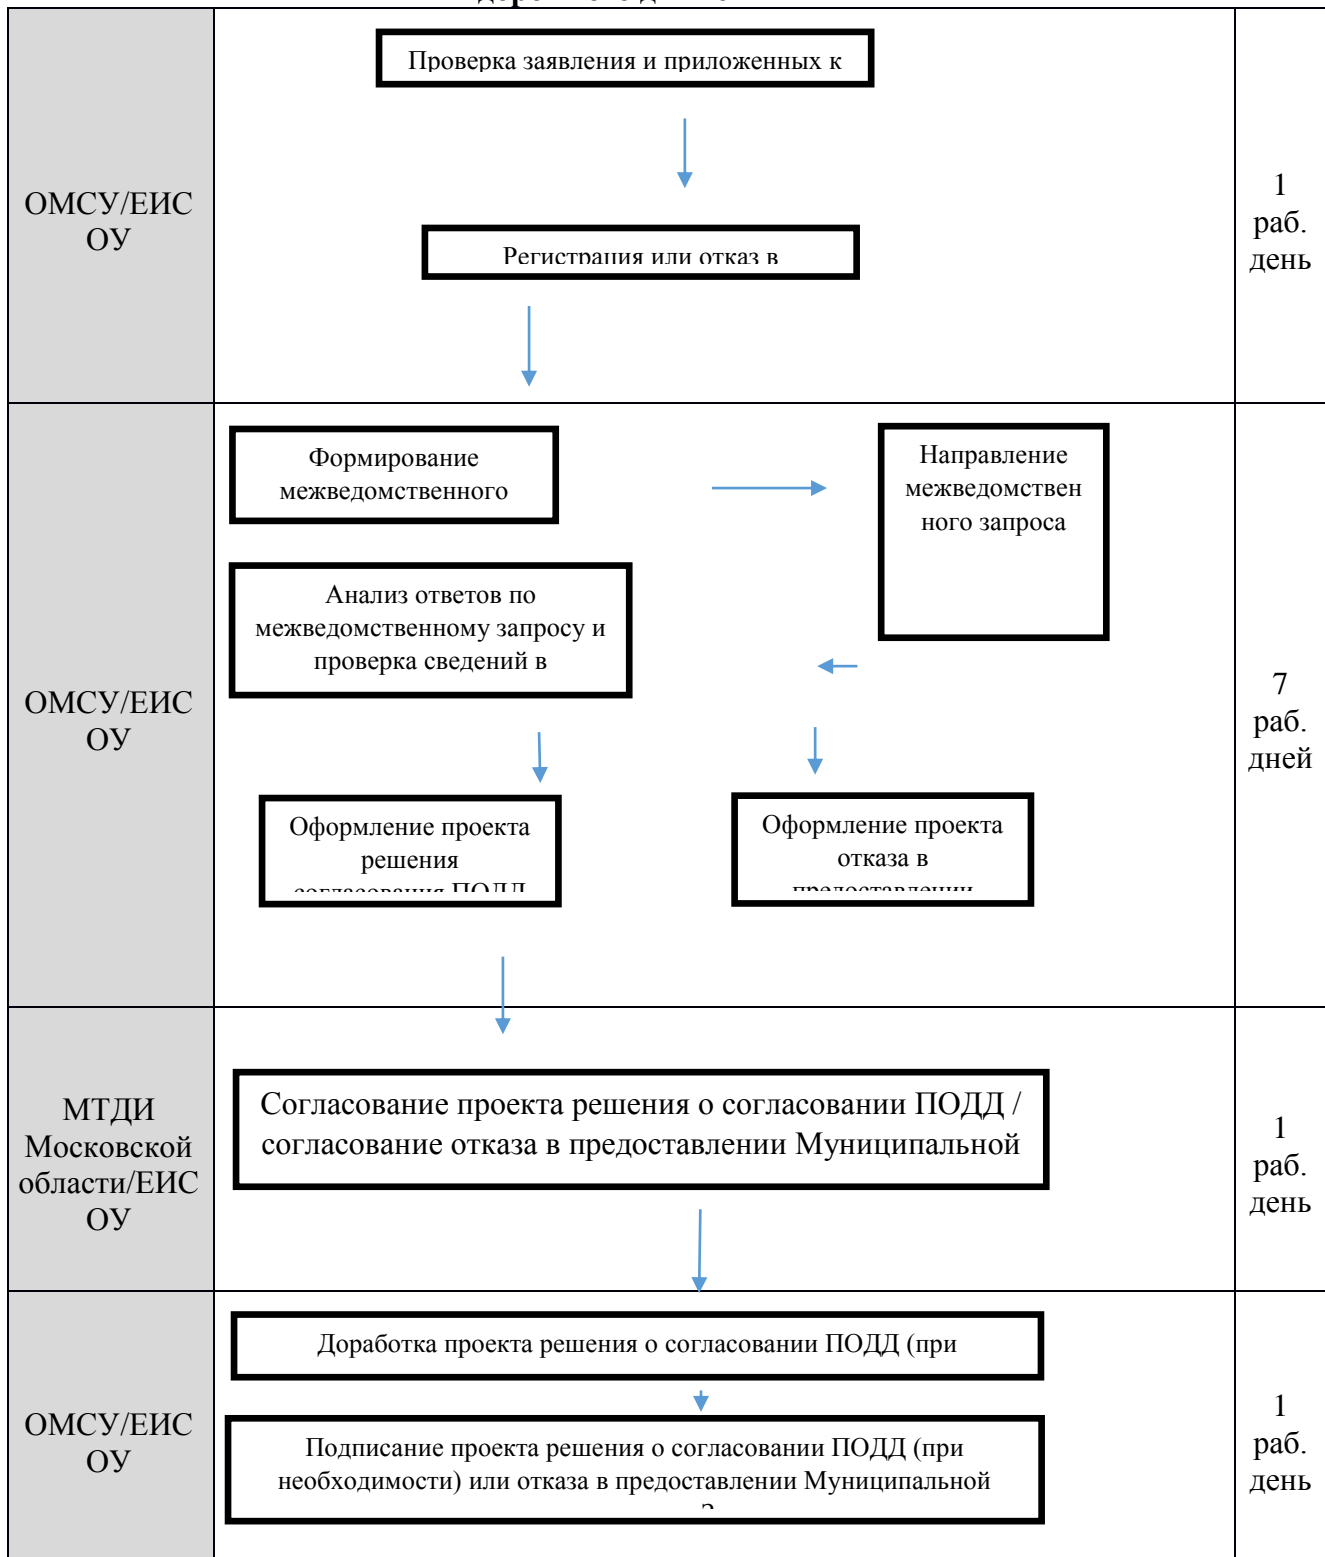 Проверка заявления и приложенных к
ОМСУ/ЕИС
ОУ
1
раб.
день
Регистрация или отказ в
Формирование
межведомственного
Направление
межведомствен
ного запроса
Анализ ответов по
межведомственному запросу и
проверка сведений в
ОМСУ/ЕИС
ОУ
7
раб.
дней
Оформление проекта
решения
согласования ПОДД
Оформление проекта
отказа в
предоставлении
МТДИ
Московской
области/ЕИС
ОУ
Согласование проекта решения о согласовании ПОДД /
согласование отказа в предоставлении Муниципальной
1
раб.
день
Доработка проекта решения о согласовании ПОДД (при
ОМСУ/ЕИС
ОУ
Подписание проекта решения о согласовании ПОДД (при
необходимости) или отказа в предоставлении Муниципальной
1
раб.
день